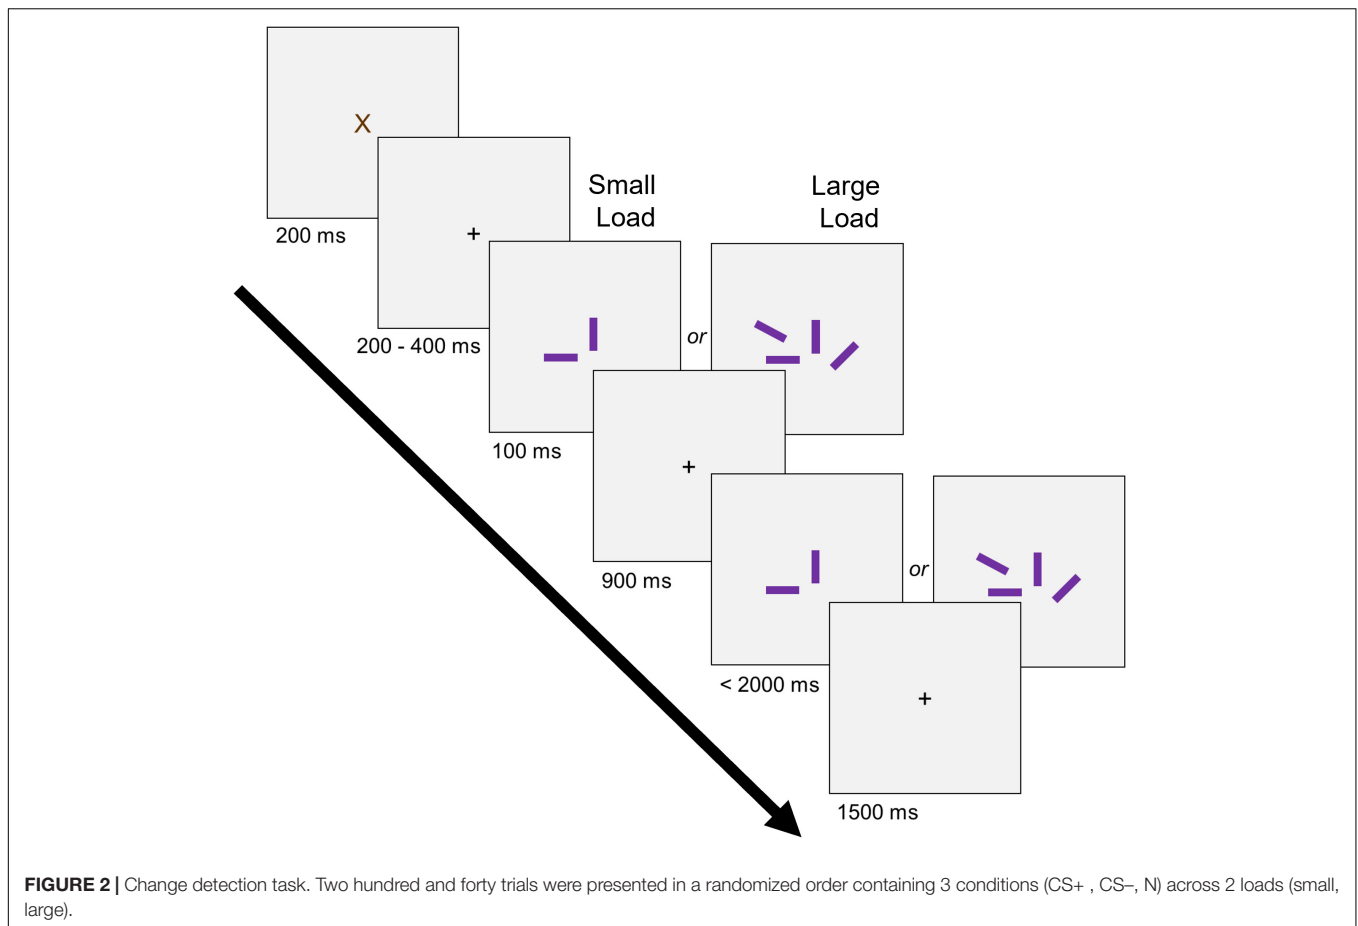 X
200 ms
+
200 - 400 ms
Small
Load
Large
Load
or
100 ms
+
900 ms
or
< 2000 ms
+
1500 ms
FIGURE 2 | Change detection task. Two hundred and forty trials were presented in a randomized order containing 3 conditions (CS+ , CS–, N) across 2 loads (small,
large).